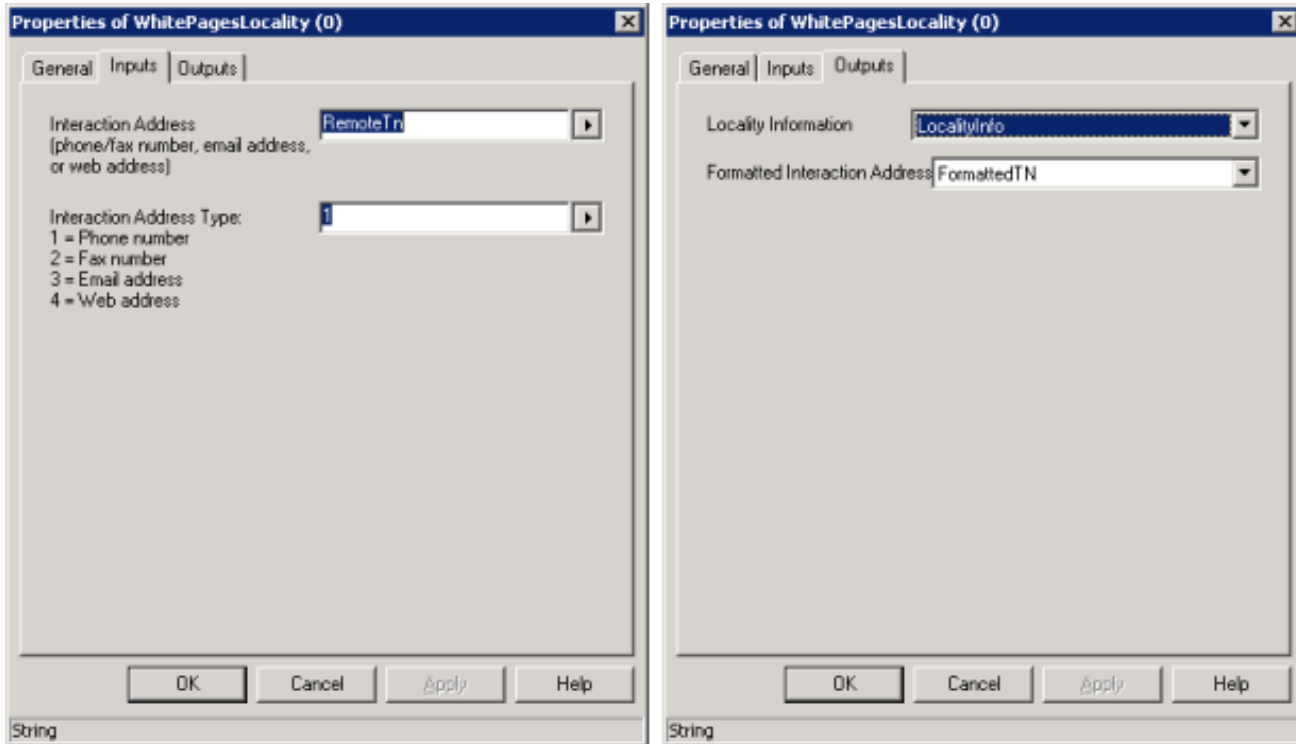 Properties of WhitePagesLocality (0)
General Inputs Outputs
Interaction Address
(phone/fax number, email address,
or web address)
RemoteTn
Interaction Address Type:
1 = Phone number
2 = Fax number
3 = Email address
4 = Web address
1
OK Cancel Apply Help
String
Properties of WhitePagesLocality (0)
General Inputs Outputs
Locality Information LocalityInfo
Formatted Interaction Address FormattedTN
OK Cancel Apply Help
String